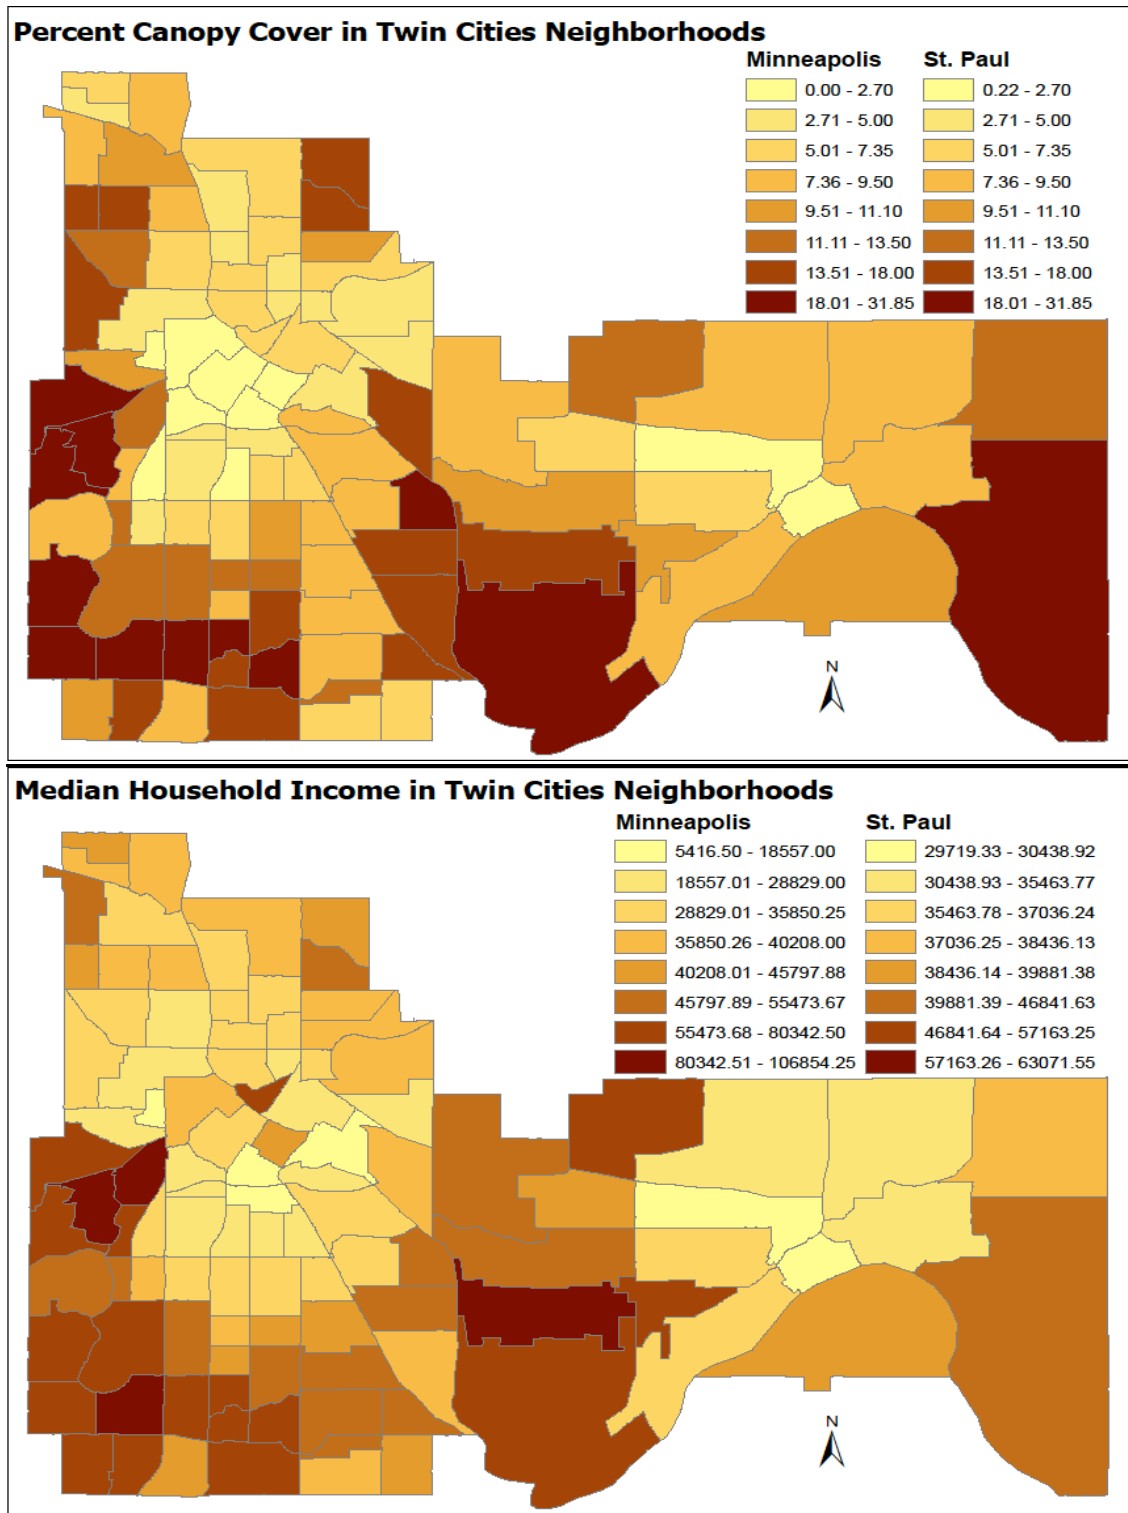 Percent Canopy Cover in Twin Cities Neighborhoods
Minneapolis St. Paul
0.00 - 2.70 0.22 - 2.70
2.71 - 5.00 2.71 - 5.00
5.01 - 7.35 5.01 - 7.35
7.36 - 9.50 7.36 - 9.50
9.51 - 11.10 9.51 - 11.10
11.11 - 13.50 11.11 - 13.50
13.51 - 18.00 13.51 - 18.00
18.01 - 31.85 18.01 - 31.85
N
Median Household Income in Twin Cities Neighborhoods
Minneapolis St. Paul
5416.50 - 18557.00 29719.33 - 30438.92
18557.01 - 28829.00 30438.93 - 35463.77
28829.01 - 35850.25 35463.78 - 37036.24
35850.26 - 40208.00 37036.25 - 38436.13
40208.01 - 45797.88 38436.14 - 39881.38
45797.89 - 55473.67 39881.39 - 46841.63
55473.68 - 80342.50 46841.64 - 57163.25
80342.51 - 106854.25 57163.26 - 63071.55
N